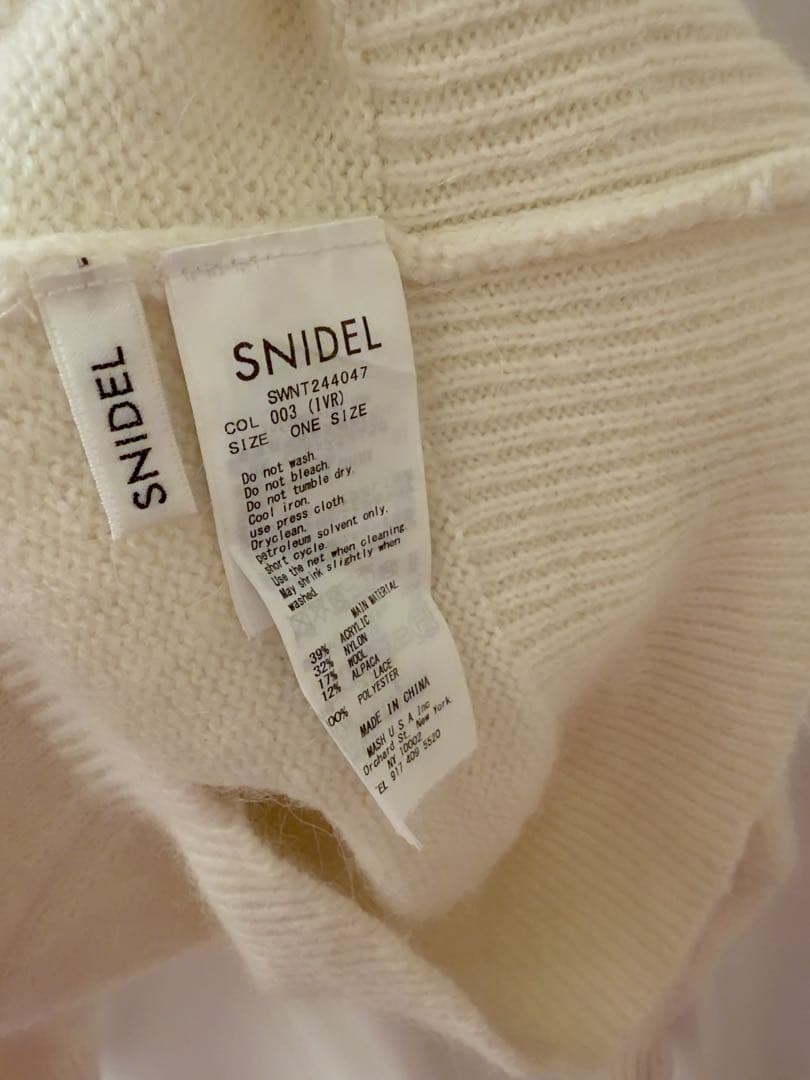 SNIDEL
SNIDEL
SWNT244047
COL 003 (IVR)
SIZE ONE SIZE
Do not wash.
Do not bleach.
Do not tumble dry.
Cool iron.
use press cloth
Dryclean.
petroleum solvent only.
short cycle.
Use the net when cleaning.
May shrink slightly when
washed
MAIN MATERIAL
39% ACRYLIC
32% NYLON
17% WOOL
12% ALPACA
LACE
00% POLYESTER
MADE IN CHINA
MASH U S A Inc
Orchard St. New York.
NY 10002
EL 917 409 5520